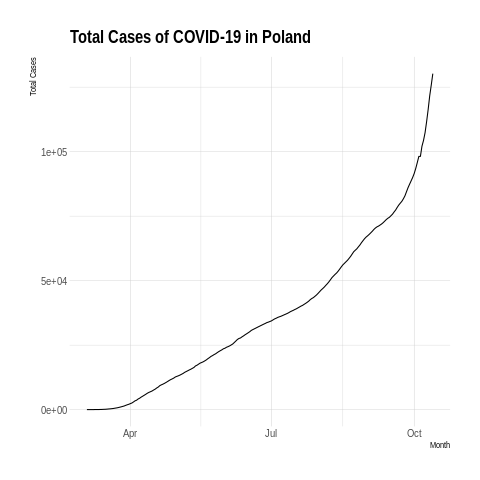 Total Cases of COVID-19 in Poland
Total Cases
1e+05
5e+04
0e+00
Apr
Jul
Oct
Month